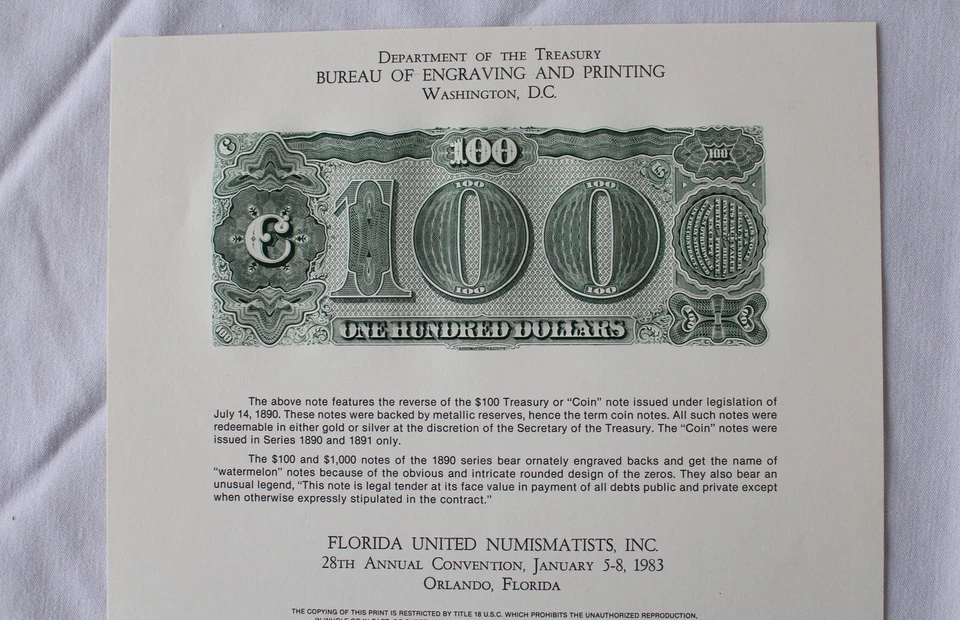 DEPARTMENT OF THE TREASURY
BUREAU OF ENGRAVING AND PRINTING
WASHINGTON, D.C.
100
100
C
100
100
100
100
100
100
ONE HUNDRED DOLLARS
The above note features the reverse of the $100 Treasury or “Coin” note issued under legislation of
July 14, 1890. These notes were backed by metallic reserves, hence the term coin notes. All such notes were
redeemable in either gold or silver at the discretion of the Secretary of the Treasury. The “Coin” notes were
issued in Series 1890 and 1891 only.
The $100 and $1,000 notes of the 1890 series bear ornately engraved backs and get the name of
“watermelon” notes because of the obvious and intricate rounded design of the zeros. They also bear an
unusual legend, “This note is legal tender at its face value in payment of all debts public and private except
when otherwise expressly stipulated in the contract.”
FLORIDA UNITED NUMISMATISTS, INC.
28TH ANNUAL CONVENTION, JANUARY 5-8, 1983
ORLANDO, FLORIDA
THE COPYING OF THIS PRINT IS RESTRICTED BY TITLE 18 U.S.C. WHICH PROHIBITS THE UNAUTHORIZED REPRODUCTION,